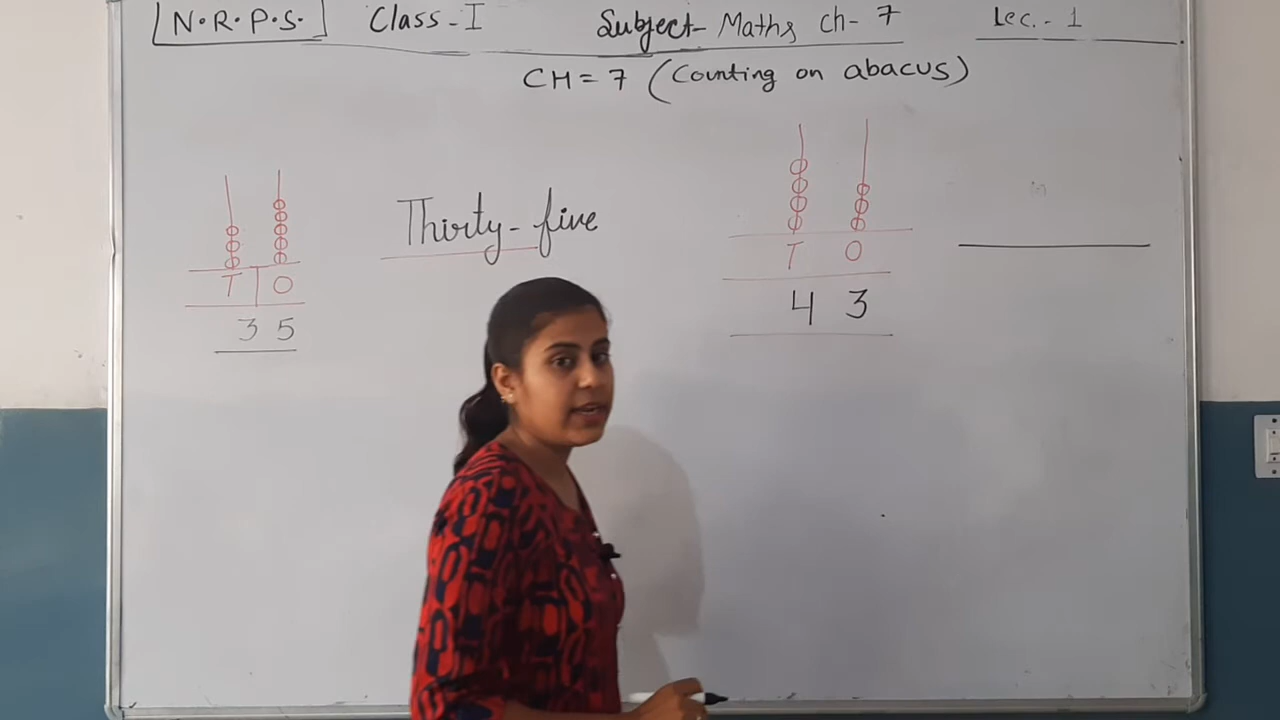 N.R.P.S. Class-I Subject- Maths Ch- 7 Lec.- 1
CH = 7 (Counting on abacus)
Thirty-five
T O
3 5
T O
4 3